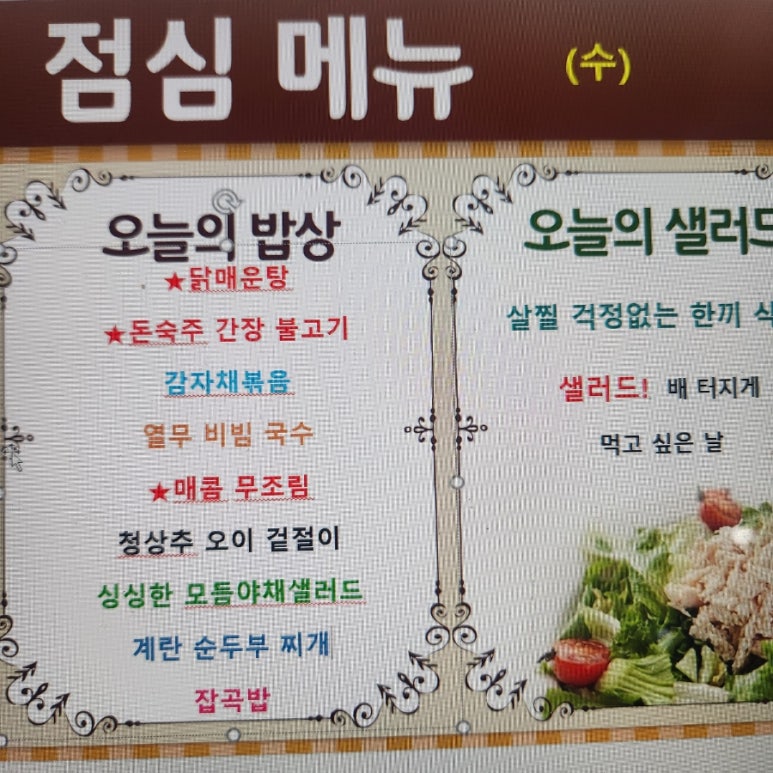 점심 메뉴 (수)
오늘의 밥상
★닭매운탕
★돈숙주 간장 불고기
감자채볶음
열무 비빔 국수
★매콤 무조림
청상추 오이 겉절이
싱싱한 모듬야채샐러드
계란 순두부 찌개
잡곡밥
오늘의 샐러드
살찔 걱정없는 한끼
샐러드! 배 터지게
먹고 싶은 날